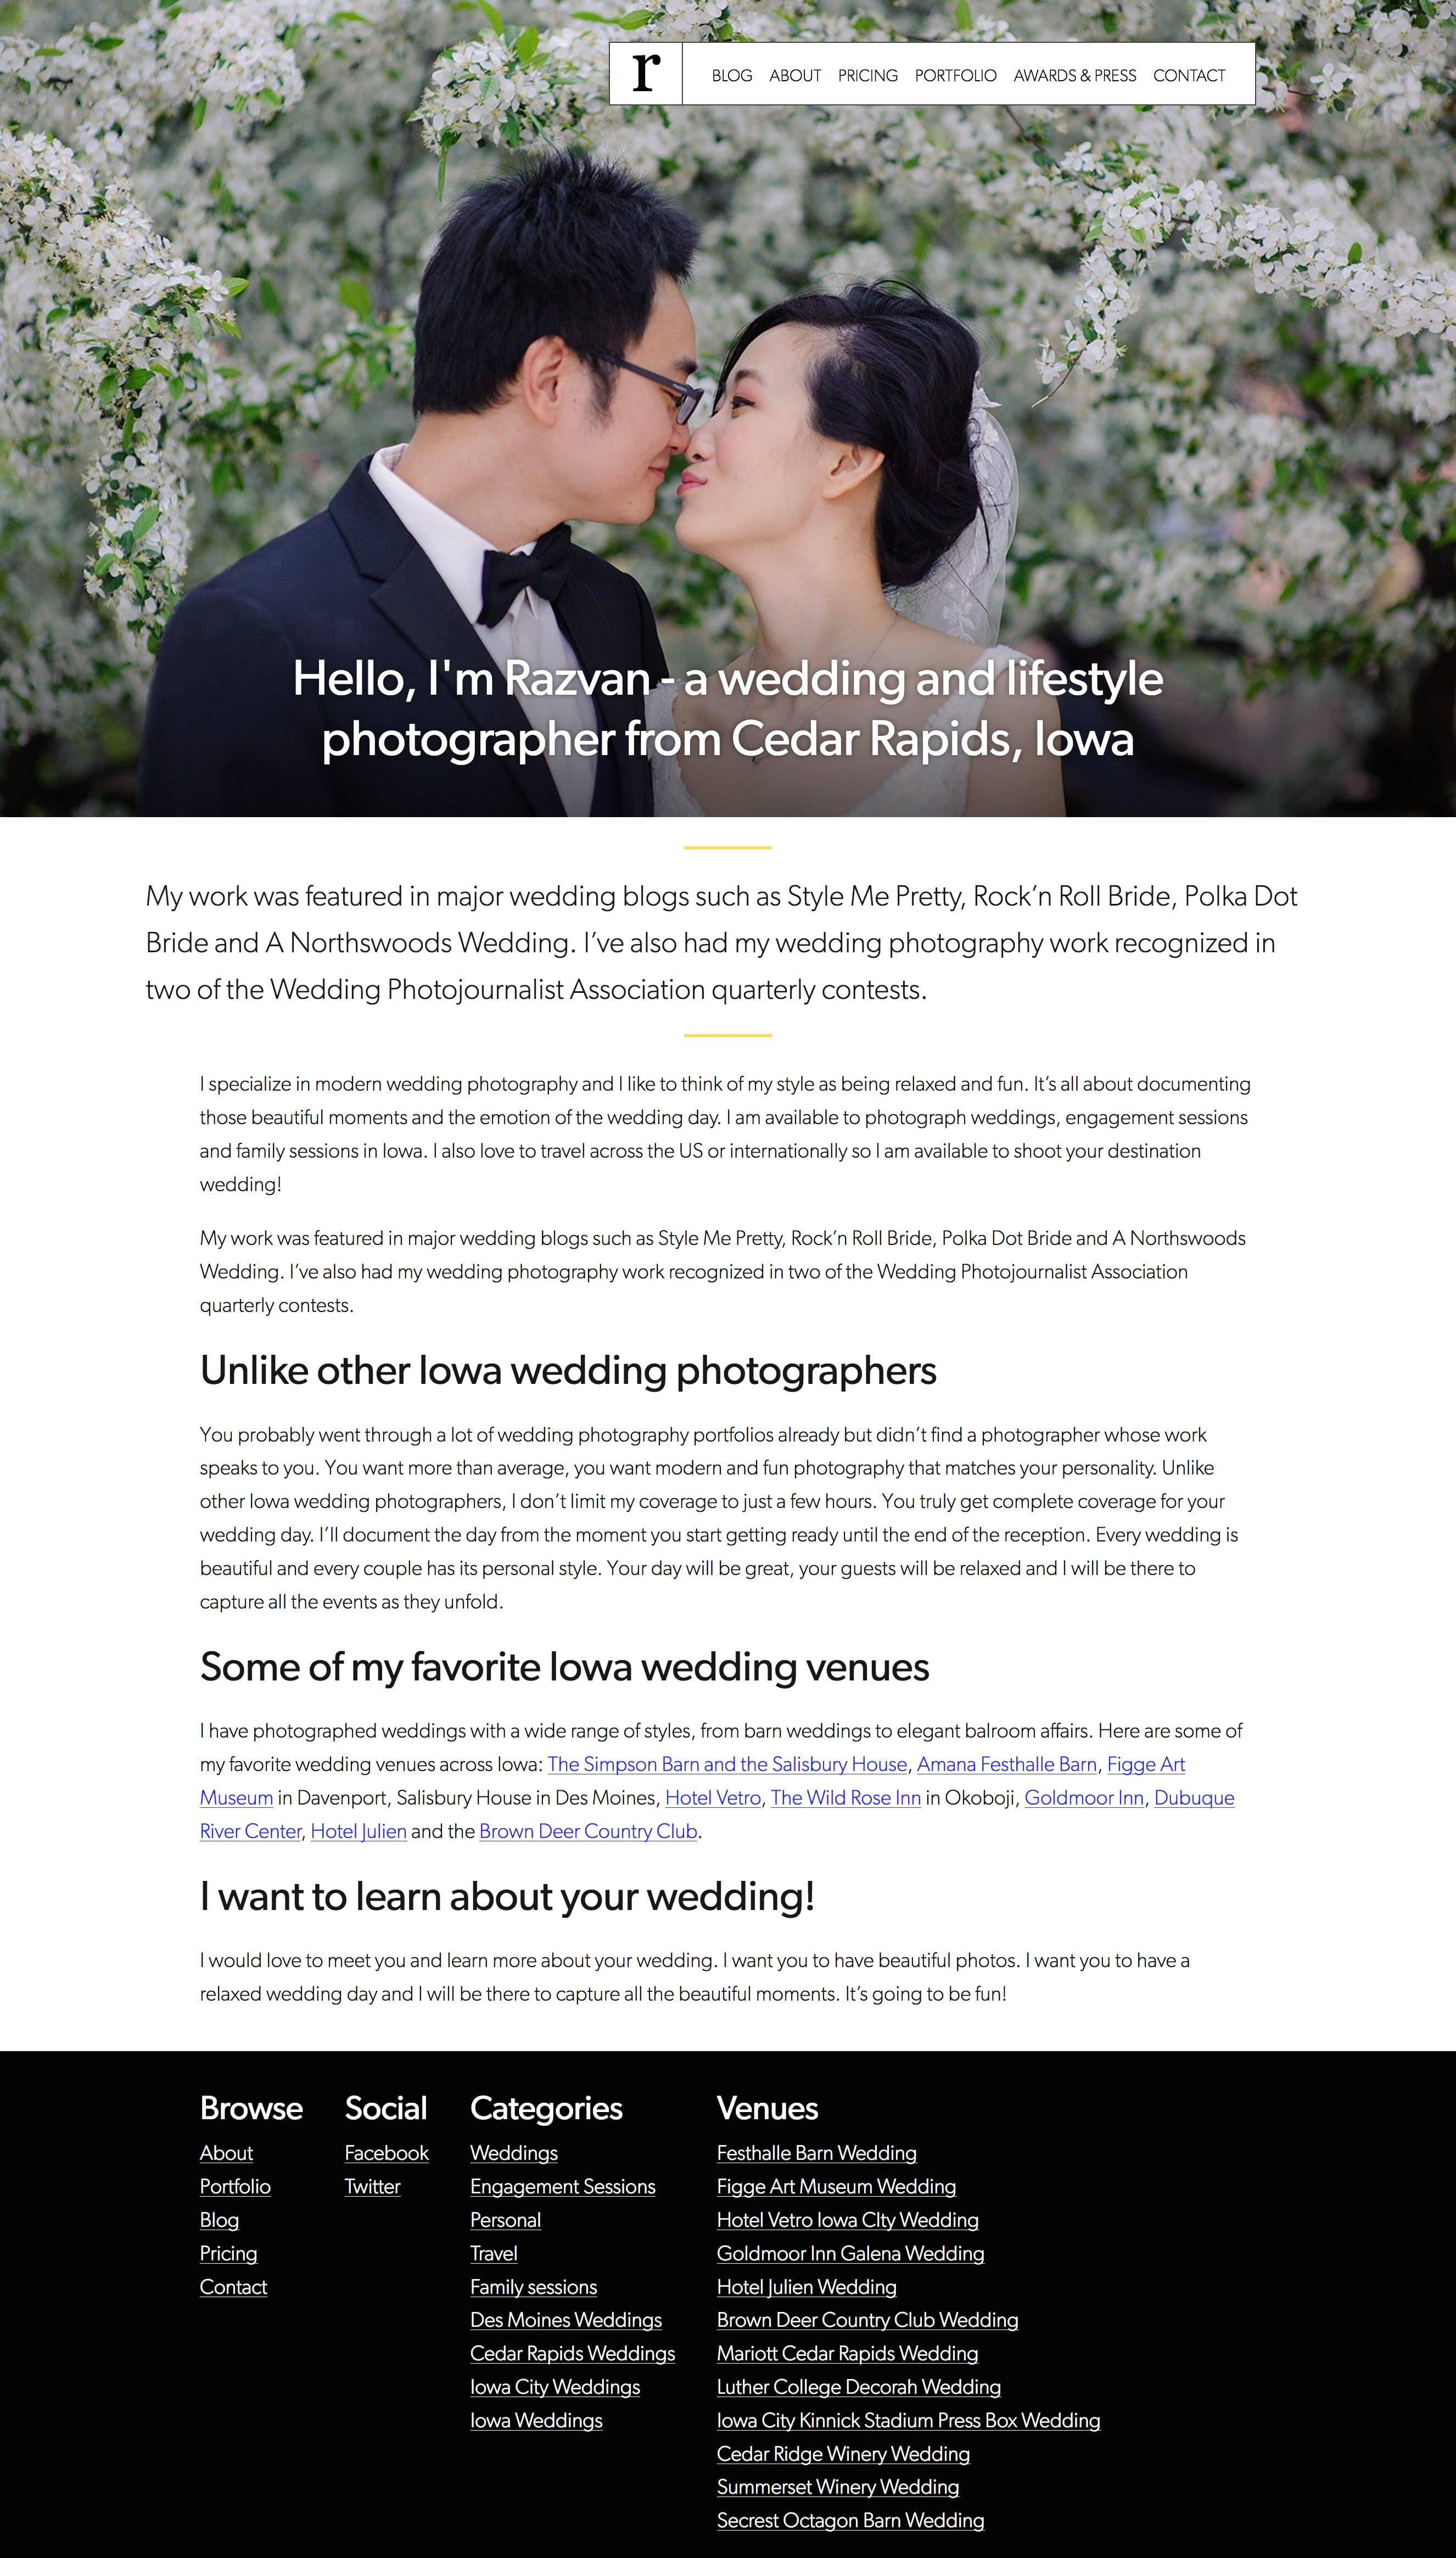 r
BLOG ABOUT PRICING PORTFOLIO AWARDS & PRESS CONTACT
Hello, I'm Razvan - a wedding and lifestyle
photographer from Cedar Rapids, Iowa
My work was featured in major wedding blogs such as Style Me Pretty, Rock’n Roll Bride, Polka Dot
Bride and A Northswoods Wedding. I’ve also had my wedding photography work recognized in
two of the Wedding Photojournalist Association quarterly contests.
I specialize in modern wedding photography and I like to think of my style as being relaxed and fun. It’s all about documenting
those beautiful moments and the emotion of the wedding day. I am available to photograph weddings, engagement sessions
and family sessions in Iowa. I also love to travel across the US or internationally so I am available to shoot your destination
wedding!
My work was featured in major wedding blogs such as Style Me Pretty, Rock’n Roll Bride, Polka Dot Bride and A Northswoods
Wedding. I’ve also had my wedding photography work recognized in two of the Wedding Photojournalist Association
quarterly contests.
Unlike other Iowa wedding photographers
You probably went through a lot of wedding photography portfolios already but didn’t find a photographer whose work
speaks to you. You want more than average, you want modern and fun photography that matches your personality. Unlike
other Iowa wedding photographers, I don’t limit my coverage to just a few hours. You truly get complete coverage for your
wedding day. I’ll document the day from the moment you start getting ready until the end of the reception. Every wedding is
beautiful and every couple has its personal style. Your day will be great, your guests will be relaxed and I will be there to
capture all the events as they unfold.
Some of my favorite Iowa wedding venues
I have photographed weddings with a wide range of styles, from barn weddings to elegant balroom affairs. Here are some of
my favorite wedding venues across Iowa: The Simpson Barn and the Salisbury House, Amana Festhalle Barn, Figge Art
Museum in Davenport, Salisbury House in Des Moines, Hotel Vetro, The Wild Rose Inn in Okoboji, Goldmoor Inn, Dubuque
River Center, Hotel Julien and the Brown Deer Country Club.
I want to learn about your wedding!
I would love to meet you and learn more about your wedding. I want you to have beautiful photos. I want you to have a
relaxed wedding day and I will be there to capture all the beautiful moments. It’s going to be fun!
Browse
About
Portfolio
Blog
Pricing
Contact
Social
Facebook
Twitter
Categories
Weddings
Engagement Sessions
Personal
Travel
Family sessions
Des Moines Weddings
Cedar Rapids Weddings
Iowa City Weddings
Iowa Weddings
Venues
Festhalle Barn Wedding
Figge Art Museum Wedding
Hotel Vetro Iowa CIty Wedding
Goldmoor Inn Galena Wedding
Hotel Julien Wedding
Brown Deer Country Club Wedding
Mariott Cedar Rapids Wedding
Luther College Decorah Wedding
Iowa City Kinnick Stadium Press Box Wedding
Cedar Ridge Winery Wedding
Summerset Winery Wedding
Secrest Octagon Barn Wedding